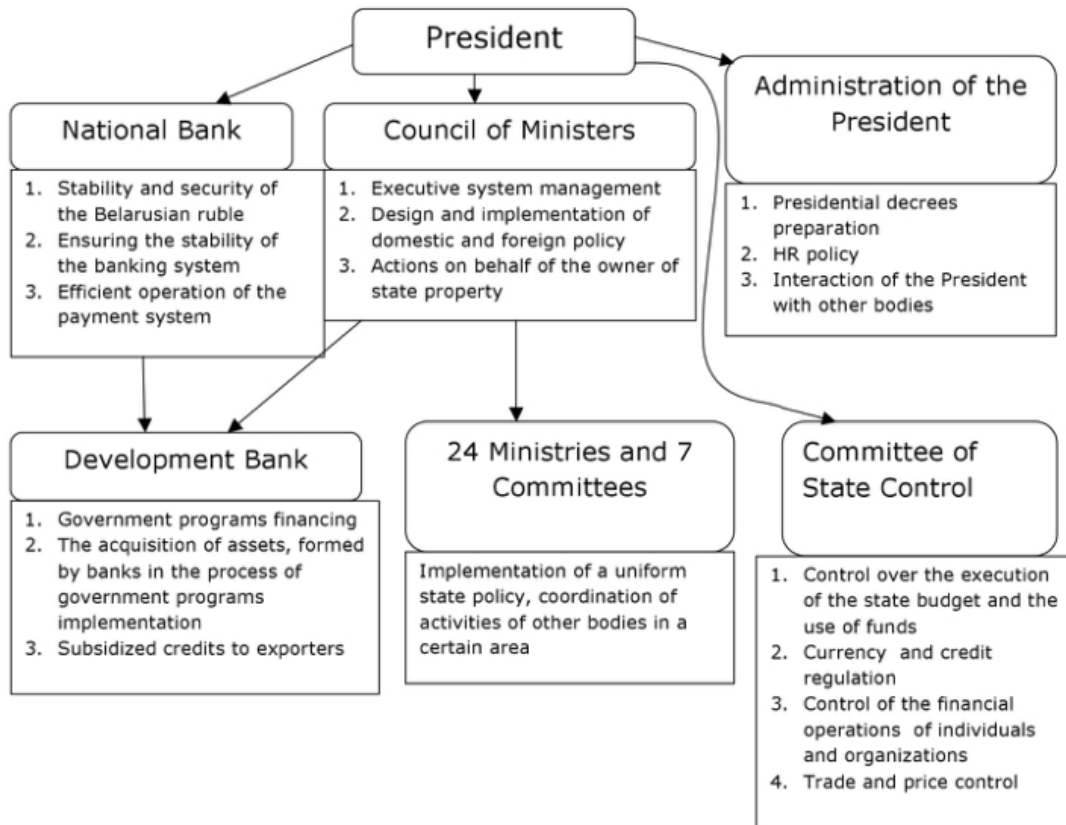 President
National Bank
1. Stability and security of
the Belarusian ruble
2. Ensuring the stability of
the banking system
3. Efficient operation of the
payment system
Council of Ministers
1. Executive system management
2. Design and implementation of
domestic and foreign policy
3. Actions on behalf of the owner of
state property
Administration of the
President
1. Presidential decrees
preparation
2. HR policy
3. Interaction of the President
with other bodies
Development Bank
1. Government programs financing
2. The acquisition of assets, formed
by banks in the process of
government programs
implementation
3. Subsidized credits to exporters
24 Ministries and 7
Committees
Implementation of a uniform
state policy, coordination of
activities of other bodies in a
certain area
Committee of
State Control
1. Control over the execution
of the state budget and the
use of funds
2. Currency and credit
regulation
3. Control of the financial
operations of individuals
and organizations
4. Trade and price control